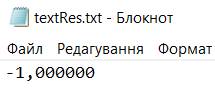 textRes.txt - Блокнот
Файл Редагування Формат
-1,000000